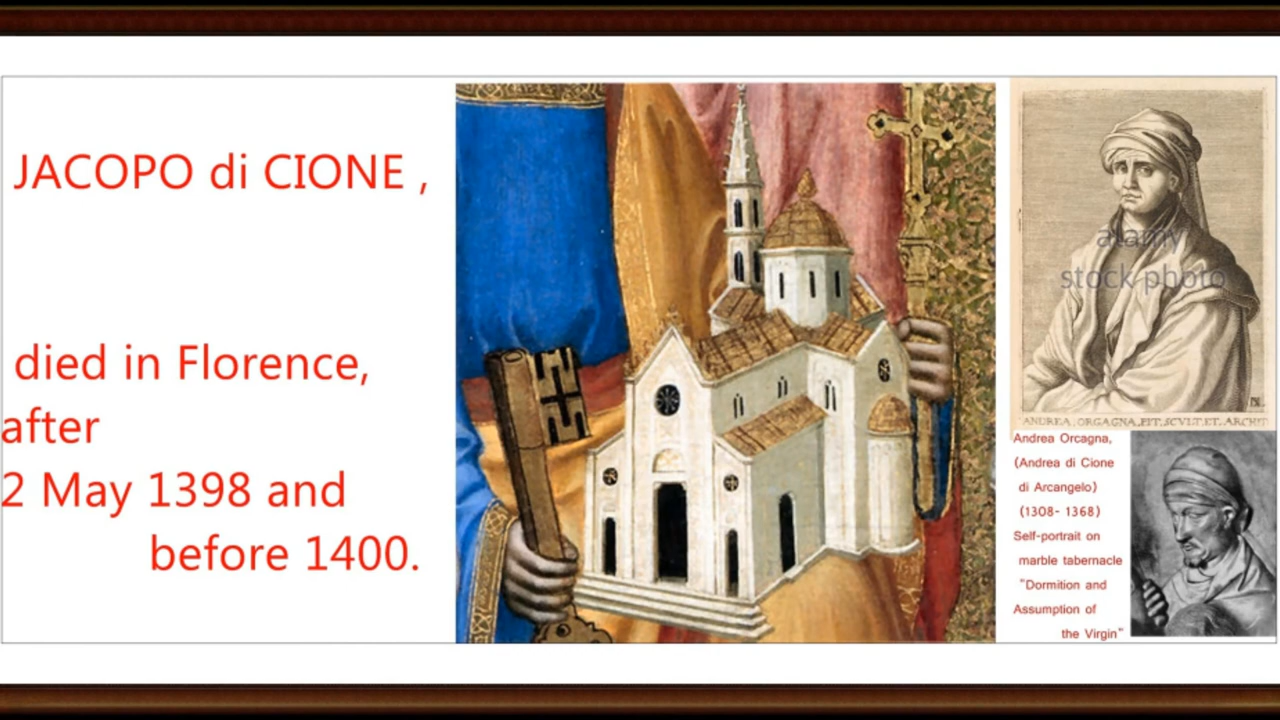 JACOPO di CIONE ,
died in Florence,
after
2 May 1398 and
before 1400.
alamy
stock photo
ANDREA, ORGAGNA, PIT, SCVLT, ET, ARCHIT
Andrea Orcagna,
(Andrea di Cione
di Arcangelo)
(1308- 1368)
Self-portrait on
marble tabernacle
"Dormition and
Assumption of
the Virgin"